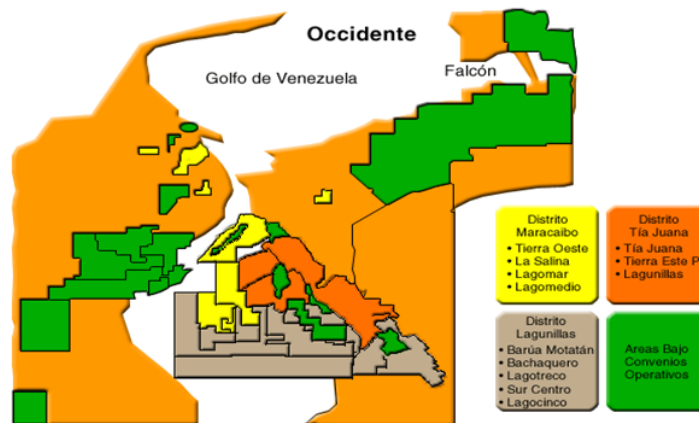 Occidente
Golfo de Venezuela
Falcón
Distrito
Maracaibo
• Tierra Oeste
• La Salina
• Lagomar
• Lagomedio
Distrito
Tía Juana
• Tía Juana
• Tierra Este P
• Lagunillas
Distrito
Lagunillas
• Barúa Motatán
• Bachaquero
• Lagotreco
• Sur Centro
• Lagocinco
Areas Bajo
Convenios
Operativos